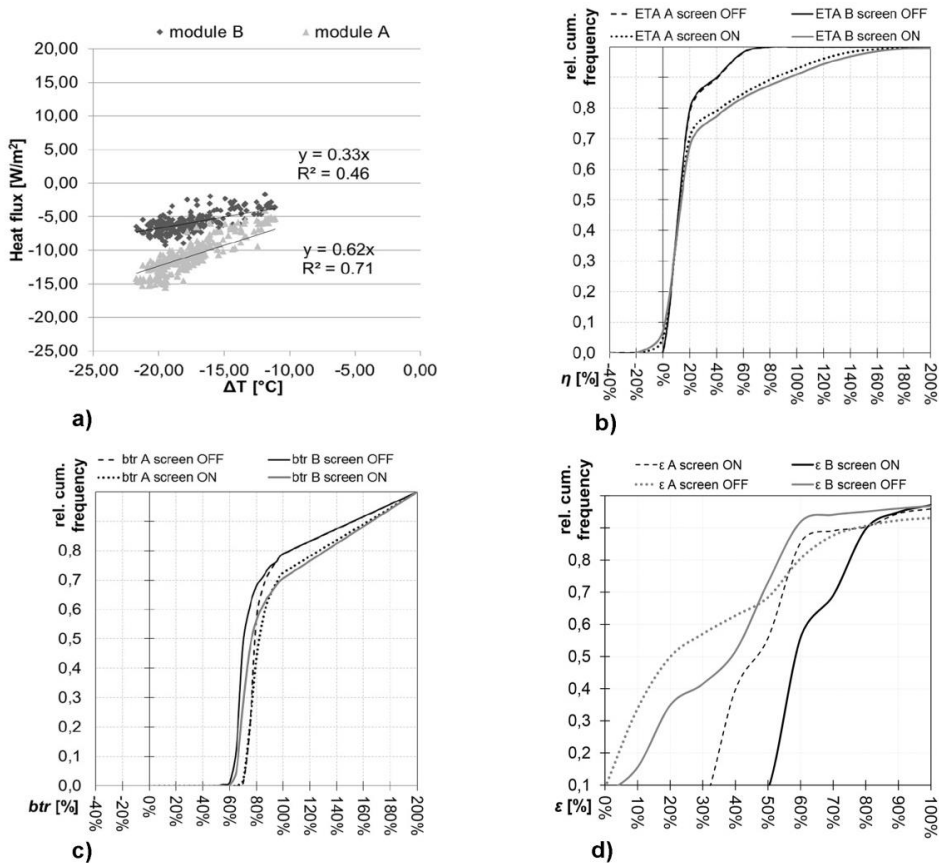 module B module A
20,00
15,00
10,00
5,00
0,00
-5,00
-10,00
-15,00
-20,00
-25,00
Heat flux [W/m²]
y = 0.33x
R² = 0.46
y = 0.62x
R² = 0.71
-25,00 -20,00 -15,00 -10,00 -5,00 0,00
ΔT [°C]
a)
ETA A screen OFF ETA B screen OFF
ETA A screen ON ETA B screen ON
rel. cum.
frequency
1
0,9
0,8
0,7
0,6
0,5
0,4
0,3
0,2
0,1
0,0
η [%]
-40% -20% 0% 20% 40% 60% 80% 100% 120% 140% 160% 180% 200%
b)
btr A screen OFF btr B screen OFF
btr A screen ON btr B screen ON
rel. cum.
frequency
0,8
0,7
0,6
0,5
0,4
0,3
0,2
0,1
0,0
btr [%]
-40% -20% 0% 20% 40% 60% 80% 100% 120% 140% 160% 180% 200%
c)
ε A screen ON ε B screen ON
ε A screen OFF ε B screen OFF
rel. cum.
frequency
0,9
0,8
0,7
0,6
0,5
0,4
0,3
0,2
0,1
ε [%]
0% 10% 20% 30% 40% 50% 60% 70% 80% 90% 100%
d)